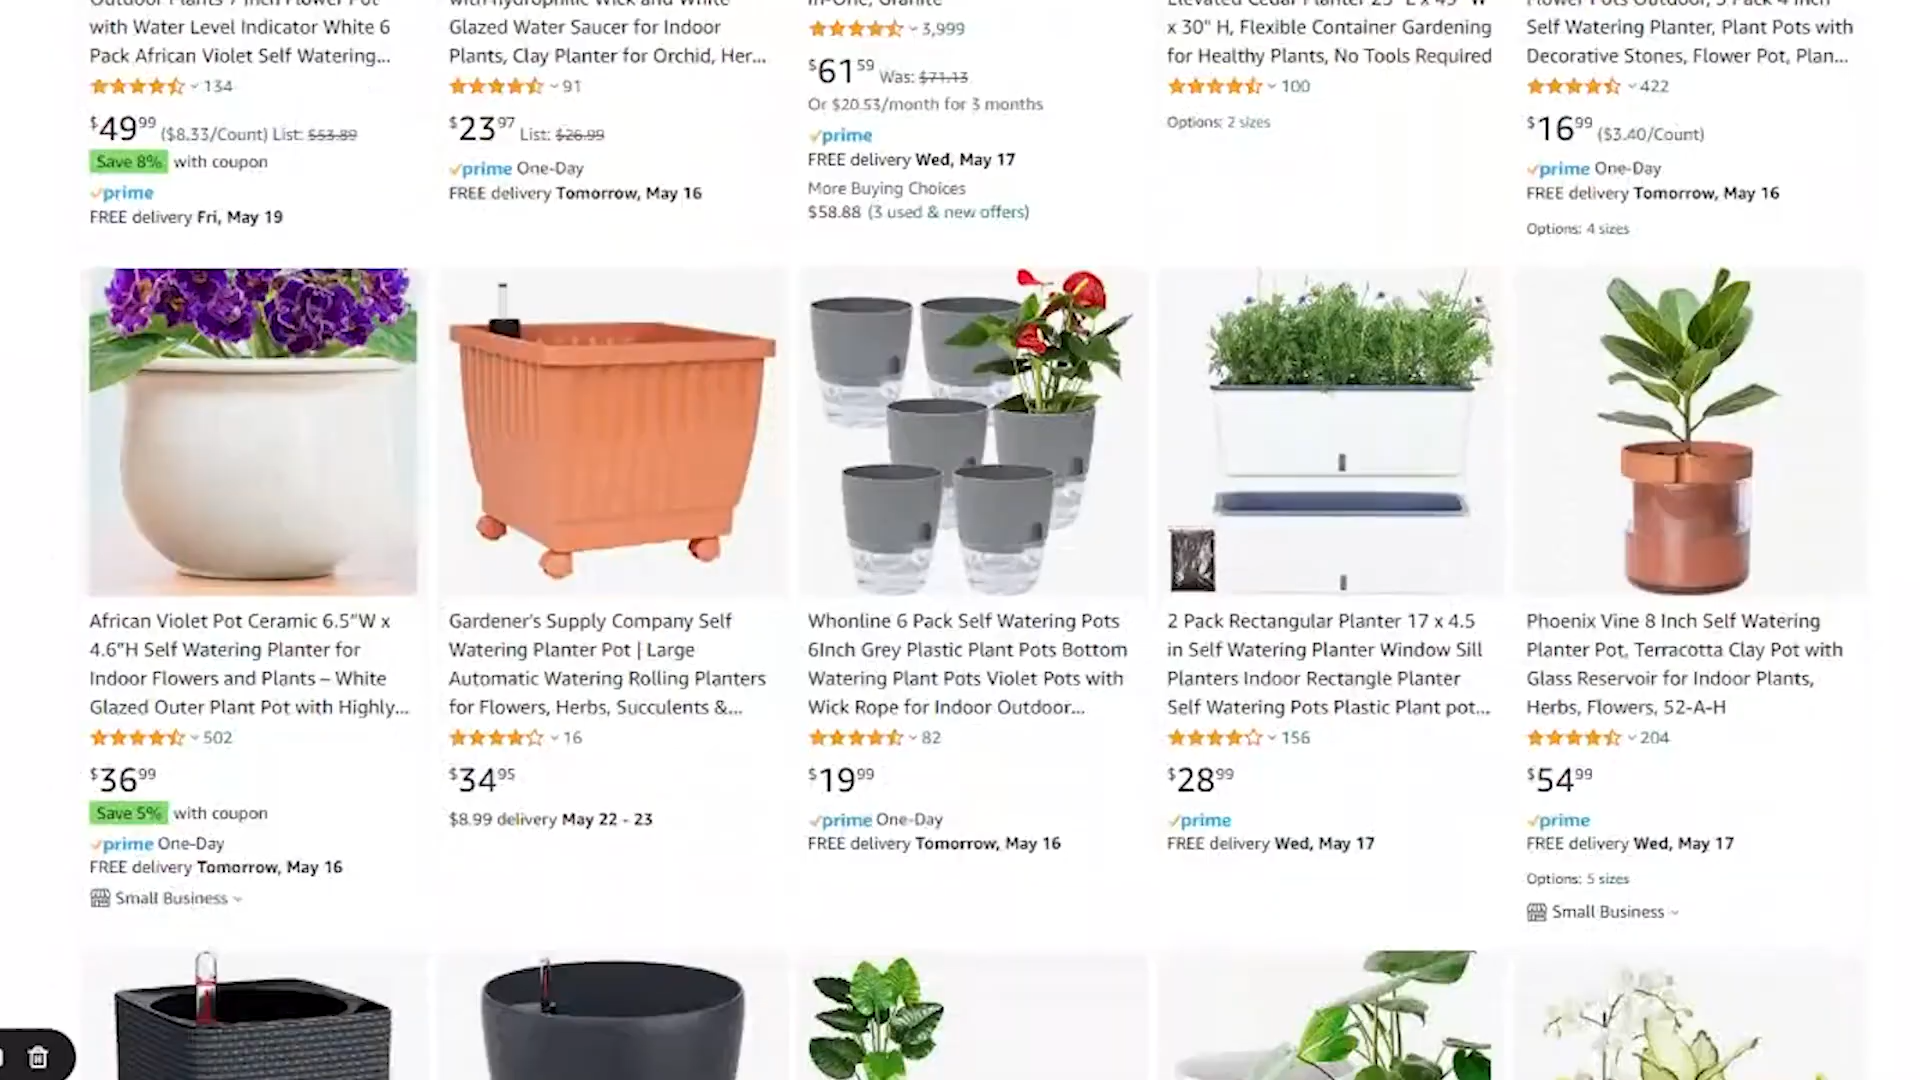 with Water Level Indicator White 6
Pack African Violet Self Watering...
134
$49.99 ($8.33/Count) List: $53.89
Save 8% with coupon
prime
FREE delivery Fri, May 19
Glazed Water Saucer for Indoor
Plants, Clay Planter for Orchid, Her...
91
$23.97 List: $26.99
prime One-Day
FREE delivery Tomorrow, May 16
3,999
$61.59 Was: $71.13
Or $20.53/month for 3 months
prime
FREE delivery Wed, May 17
More Buying Choices
$58.88 (3 used & new offers)
x 30" H, Flexible Container Gardening
for Healthy Plants, No Tools Required
100
Options: 2 sizes
Self Watering Planter, Plant Pots with
Decorative Stones, Flower Pot, Plan...
422
$16.99 ($3.40/Count)
prime One-Day
FREE delivery Tomorrow, May 16
Options: 4 sizes
African Violet Pot Ceramic 6.5"W x
4.6"H Self Watering Planter for
Indoor Flowers and Plants – White
Glazed Outer Plant Pot with Highly...
502
$36.99
Save 5% with coupon
prime One-Day
FREE delivery Tomorrow, May 16
Small Business
Gardener's Supply Company Self
Watering Planter Pot | Large
Automatic Watering Rolling Planters
for Flowers, Herbs, Succulents &...
16
$34.95
$8.99 delivery May 22 - 23
Whonline 6 Pack Self Watering Pots
6Inch Grey Plastic Plant Pots Bottom
Watering Plant Pots Violet Pots with
Wick Rope for Indoor Outdoor...
82
$19.99
prime One-Day
FREE delivery Tomorrow, May 16
2 Pack Rectangular Planter 17 x 4.5
in Self Watering Planter Window Sill
Planters Indoor Rectangle Planter
Self Watering Pots Plastic Plant pot...
156
$28.99
prime
FREE delivery Wed, May 17
Phoenix Vine 8 Inch Self Watering
Planter Pot, Terracotta Clay Pot with
Glass Reservoir for Indoor Plants,
Herbs, Flowers, 52-A-H
204
$54.99
prime
FREE delivery Wed, May 17
Options: 5 sizes
Small Business